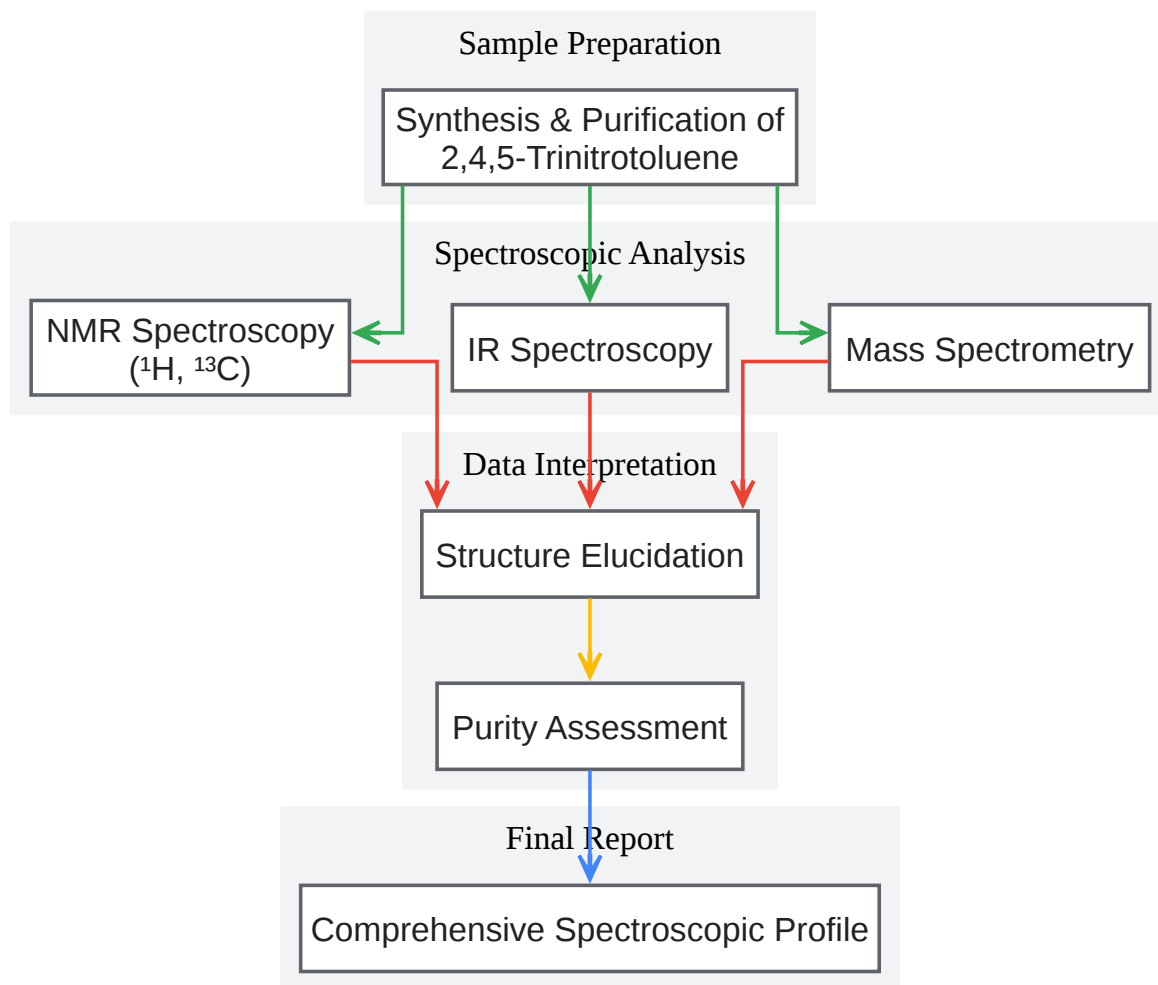 Sample Preparation
Synthesis & Purification of
2,4,5-Trinitrotoluene
Spectroscopic Analysis
NMR Spectroscopy
(¹H, ¹³C)
IR Spectroscopy
Mass Spectrometry
Data Interpretation
Structure Elucidation
Purity Assessment
Final Report
Comprehensive Spectroscopic Profile